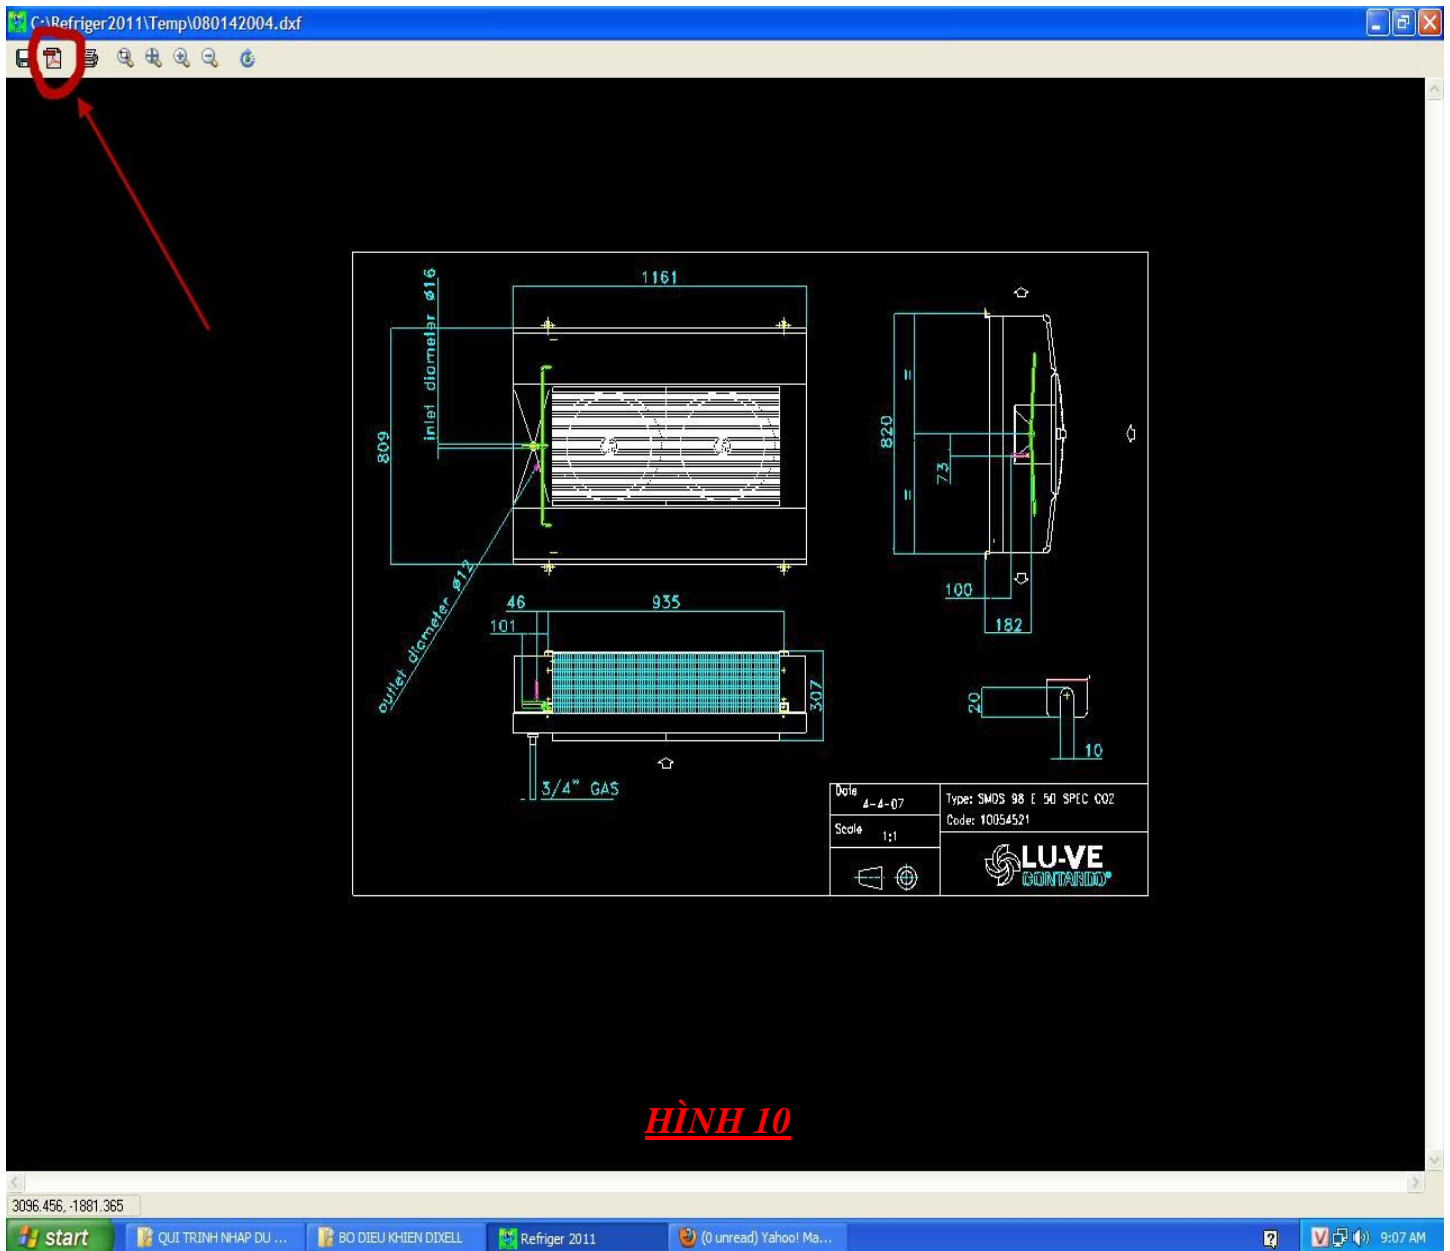 C:\Refriger2011\Temp\080142004.dxf
1161
inlet diameter ø16
809
820
73
outlet diameter ø12
100
182
46
935
101
307
20
10
3/4" GAS
Date
4-4-07
Type: SMDS 98 E 50 SPEC CO2
Code: 10054521
Scale
1:1
LU-VE
CONTARDO®
HÌNH 10
3096.456, -1881.365
start
QUI TRINH NHAP DU ...
BO DIEU KHIEN DIXELL
Refriger 2011
(0 unread) Yahoo! Ma...
V
9:07 AM